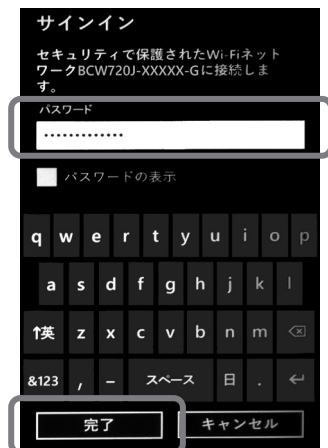 サインイン
セキュリティで保護されたWi-Fiネット
ワークBCW720J-XXXXX-Gに接続しま
す。
パスワード
•••••••••••••
パスワードの表示
q w e r t y u i o p
a s d f g h j k l
↑英 z x c v b n m
&123 , – スペース 日 . ←
完了 キャンセル